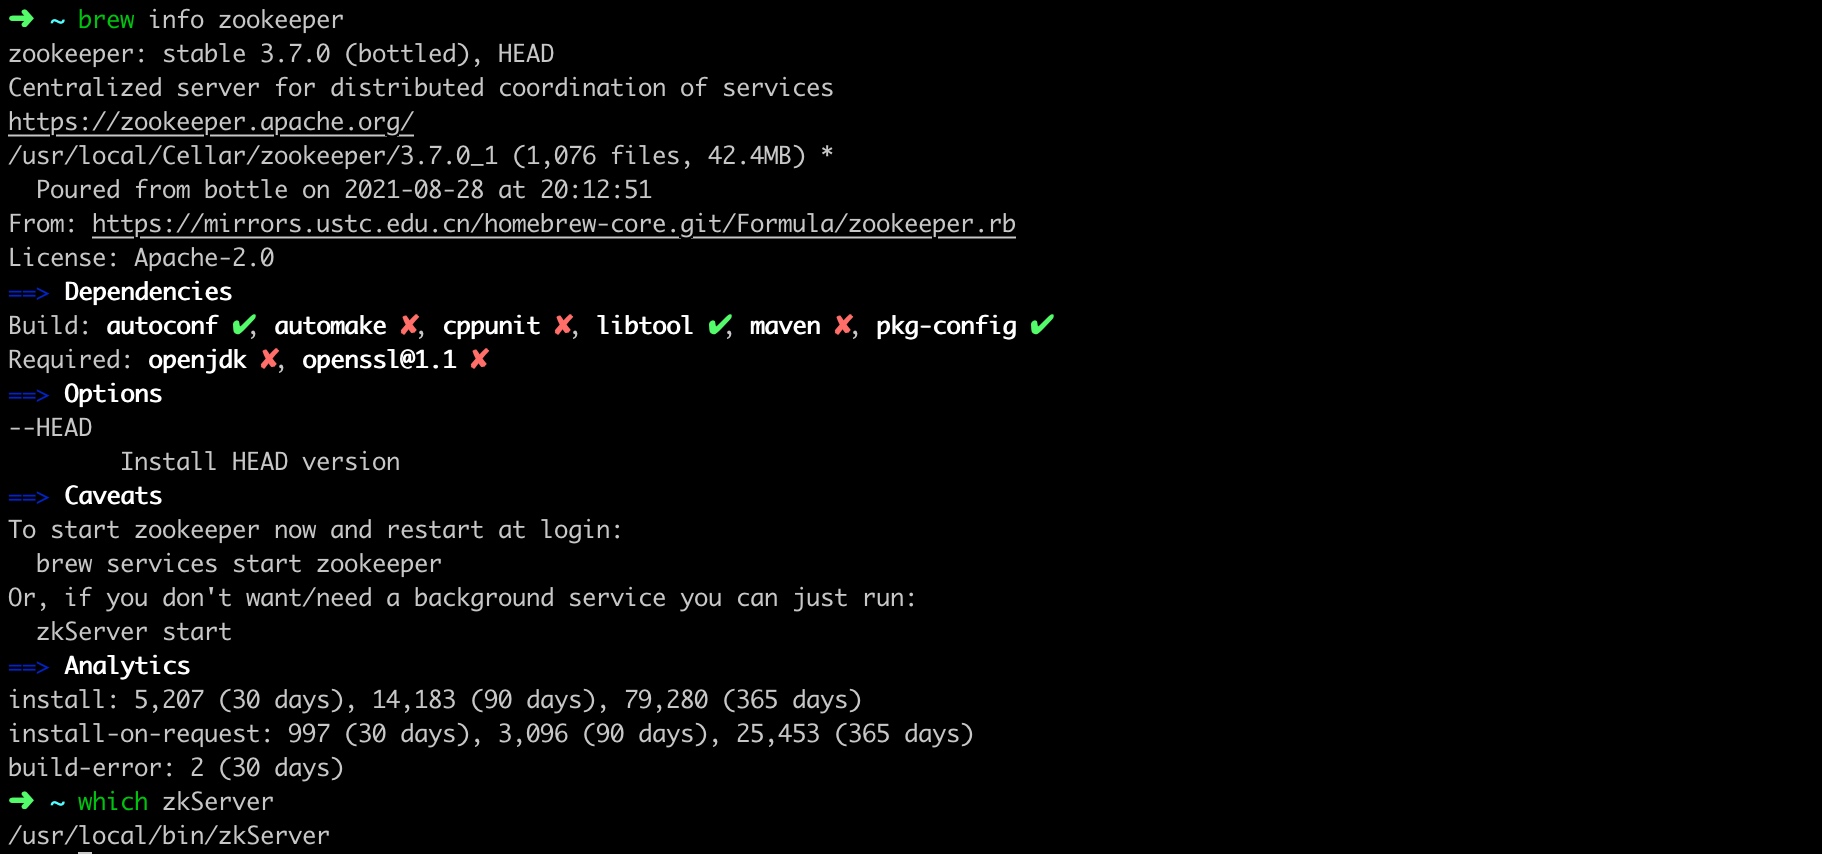 ➜ ~ brew info zookeeper
zookeeper: stable 3.7.0 (bottled), HEAD
Centralized server for distributed coordination of services
https://zookeeper.apache.org/
/usr/local/Cellar/zookeeper/3.7.0_1 (1,076 files, 42.4MB) *
  Poured from bottle on 2021-08-28 at 20:12:51
From: https://mirrors.ustc.edu.cn/homebrew-core.git/Formula/zookeeper.rb
License: Apache-2.0
==> Dependencies
Build: autoconf ✔, automake ✘, cppunit ✘, libtool ✔, maven ✘, pkg-config ✔
Required: openjdk ✘, openssl@1.1 ✘
==> Options
--HEAD
        Install HEAD version
==> Caveats
To start zookeeper now and restart at login:
  brew services start zookeeper
Or, if you don't want/need a background service you can just run:
  zkServer start
==> Analytics
install: 5,207 (30 days), 14,183 (90 days), 79,280 (365 days)
install-on-request: 997 (30 days), 3,096 (90 days), 25,453 (365 days)
build-error: 2 (30 days)
➜ ~ which zkServer
/usr/local/bin/zkServer